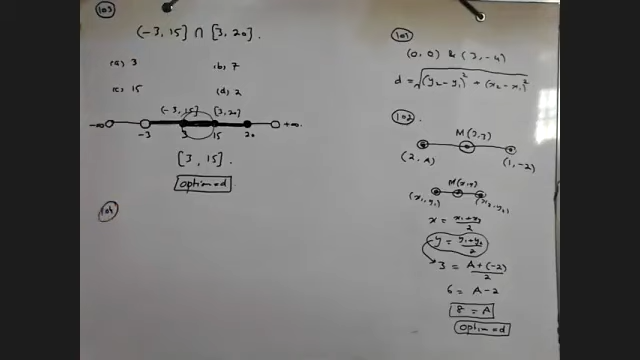 103
(-3, 15] ∩ [3, 20].
(a) 3
(b) 7
(c) 15
(d) 2
(-3, 15] [3, 20]
-∞ -3 3 15 20 +∞.
[3, 15].
option=d
104
101
(0, 0) & (3, -4)
d = √(y₂-y₁)² + (x₂-x₁)²
102.
M(3,3)
(2, A) (1, -2)
M(x,y)
(x₁, y₁) (x₂, y₂)
x = x₁+x₂/2
y = y₁+y₂/2
3 = A+(-2)/2
6 = A-2
8 = A
option=d